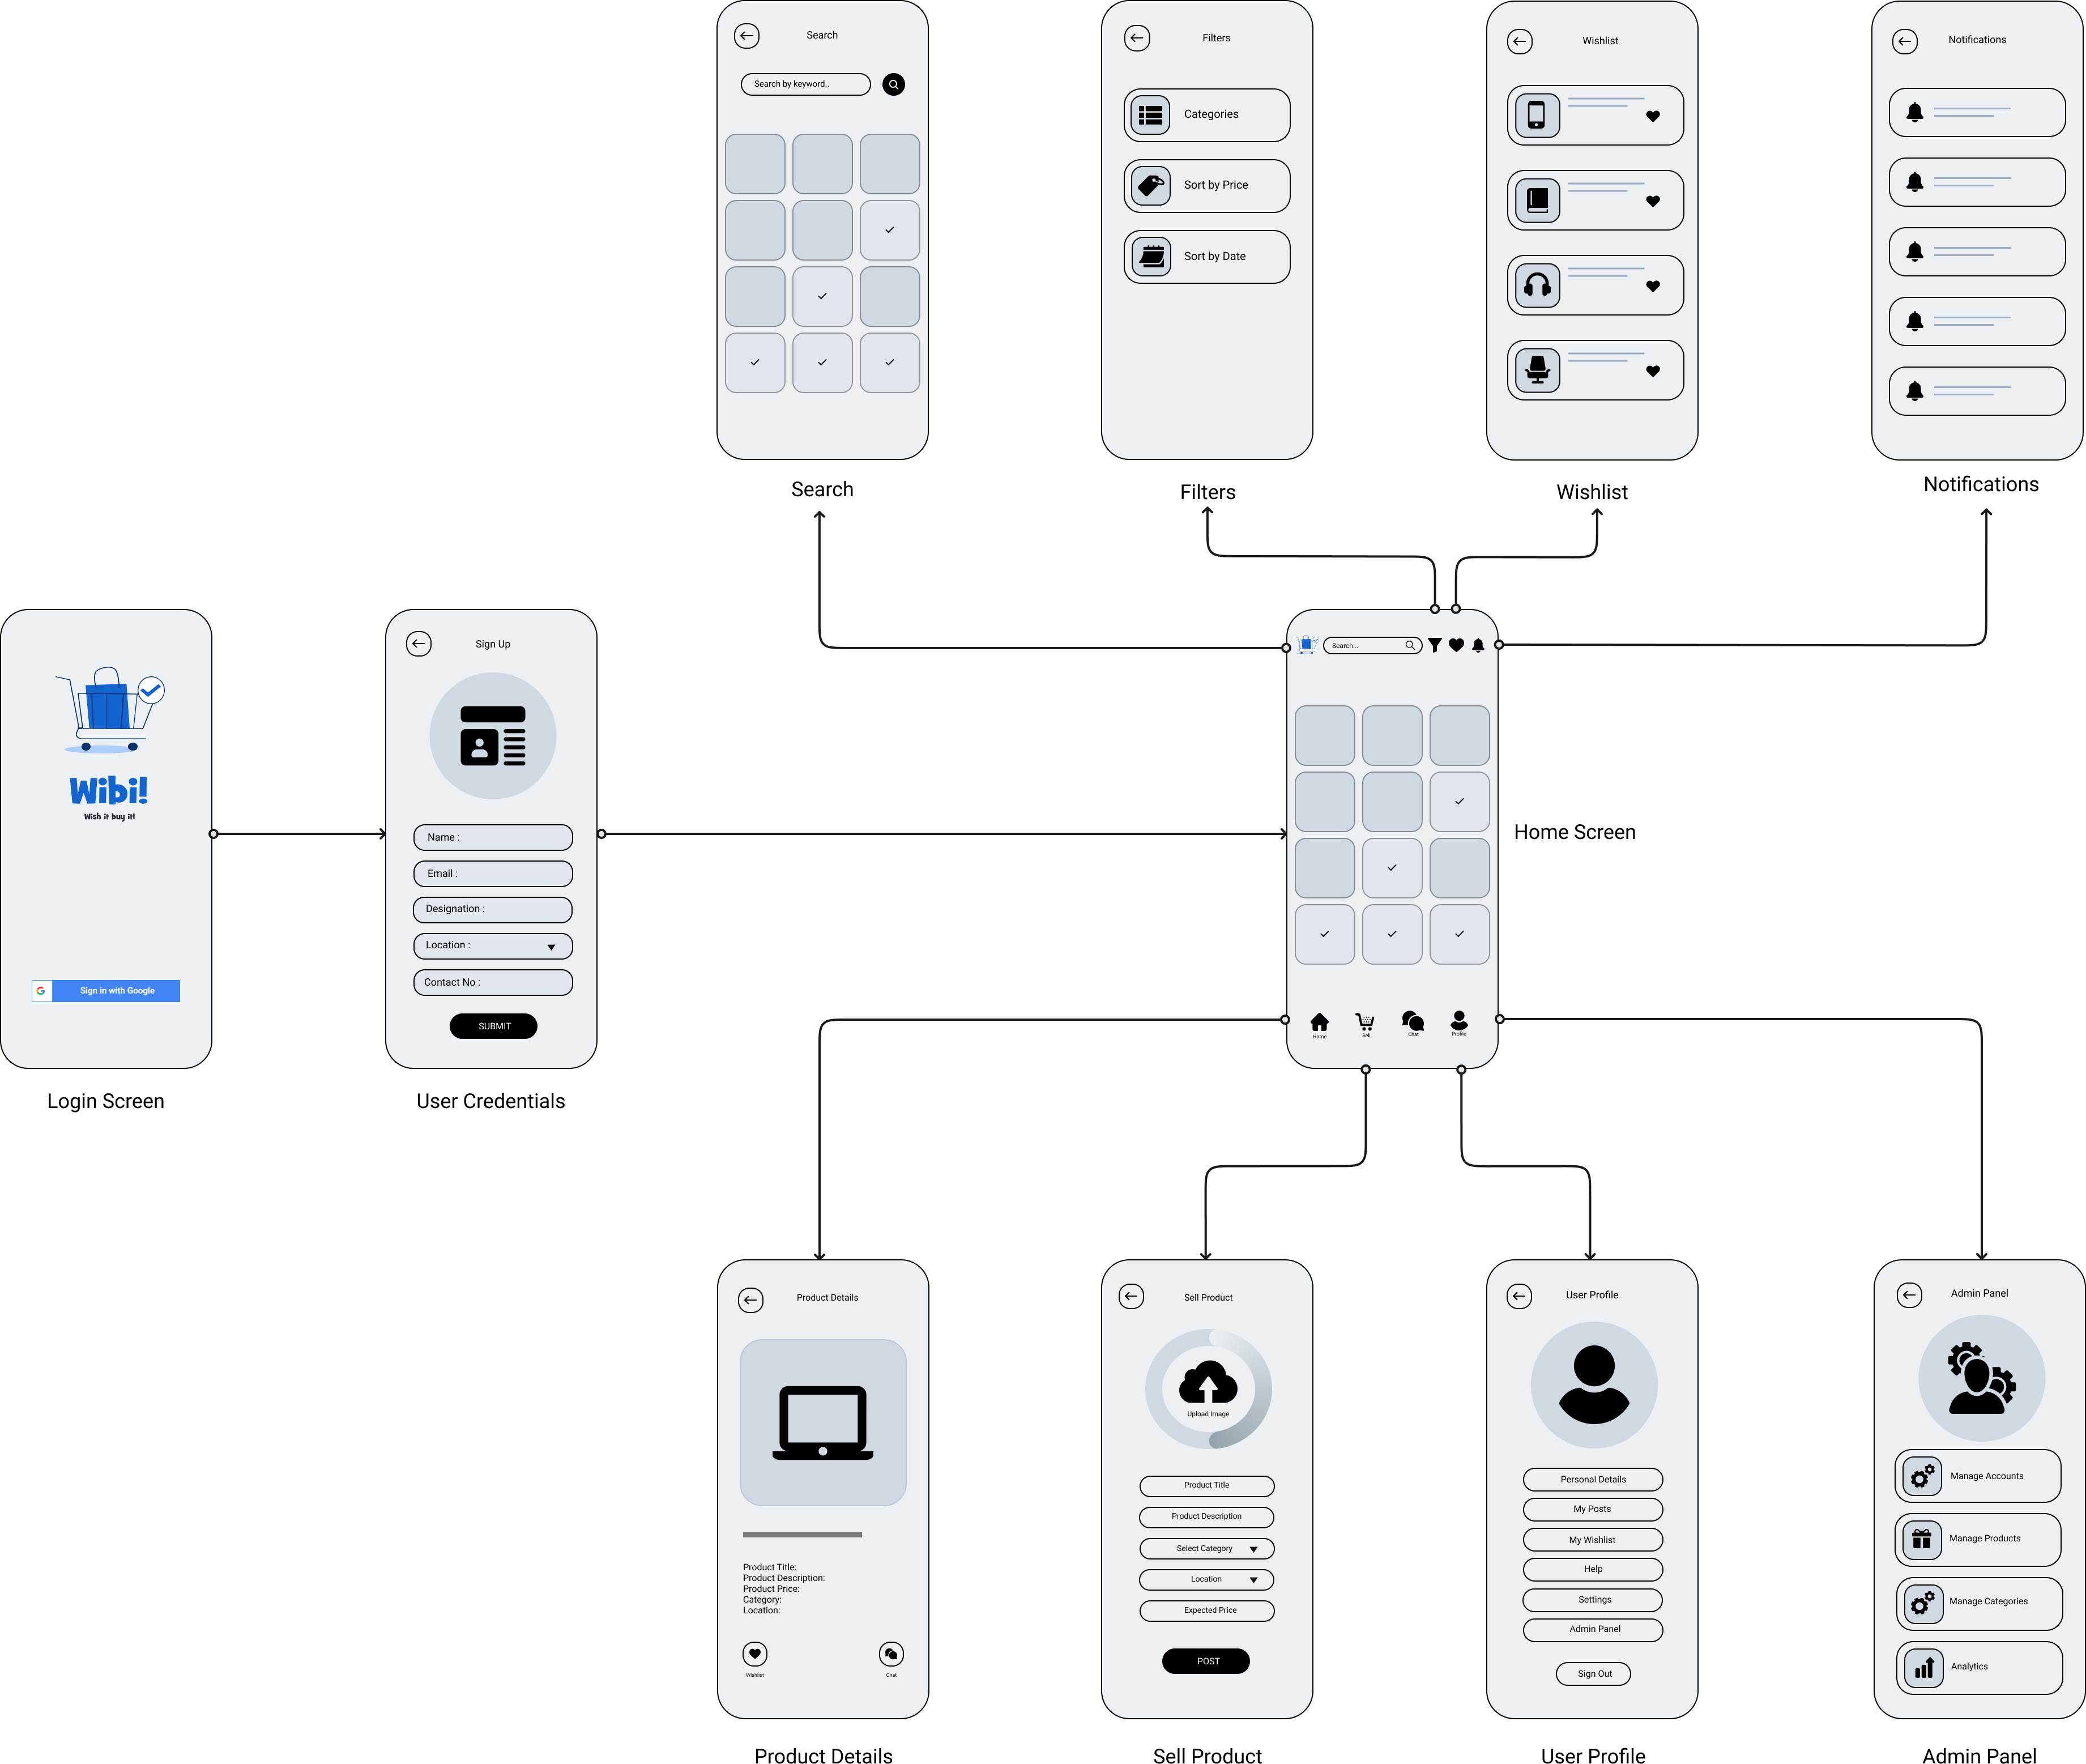 Search
Search by keyword..
Search
Filters
Categories
Sort by Price
Sort by Date
Filters
Wishlist
Wishlist
Notifications
Notifications
Wibi!
Wish it buy it!
Sign in with Google
Login Screen
Sign Up
Name :
Email :
Designation :
Location :
Contact No :
SUBMIT
User Credentials
Search...
Home
Sell
Chat
Profile
Home Screen
Product Details
Product Title:
Product Description:
Product Price:
Category:
Location:
Wishlist
Chat
Product Details
Sell Product
Upload Image
Product Title
Product Description
Select Category
Location
Expected Price
POST
Sell Product
User Profile
Personal Details
My Posts
My Wishlist
Help
Settings
Admin Panel
Sign Out
User Profile
Admin Panel
Manage Accounts
Manage Products
Manage Categories
Analytics
Admin Panel